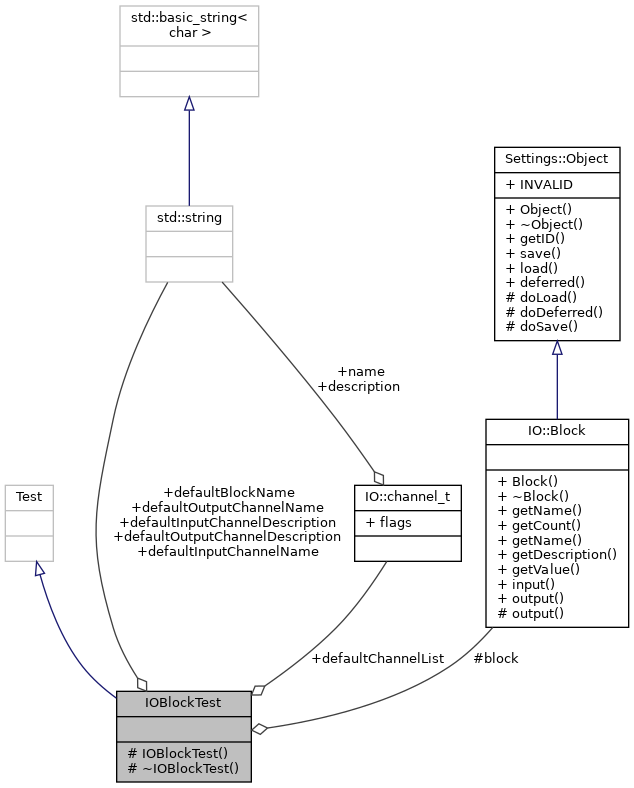 std::basic_string<
char >
Settings::Object
+ INVALID
+ Object()
+ ~Object()
+ getID()
+ save()
+ load()
+ deferred()
# doLoad()
# doDeferred()
# doSave()
std::string
+name
+description
IO::Block
+ Block()
+ ~Block()
+ getName()
+ getCount()
+ getName()
+ getDescription()
+ getValue()
+ input()
+ output()
# output()
Test
+defaultBlockName
+defaultOutputChannelName
+defaultInputChannelDescription
+defaultOutputChannelDescription
+defaultInputChannelName
IO::channel_t
+ flags
+defaultChannelList
#block
IOBlockTest
# IOBlockTest()
# ~IOBlockTest()